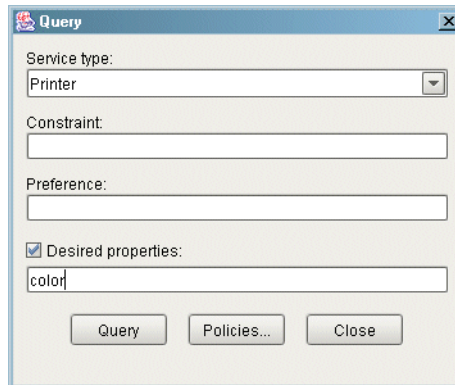 Query
Service type:
Printer
Constraint:
Preference:
Desired properties:
color
Query Policies... Close